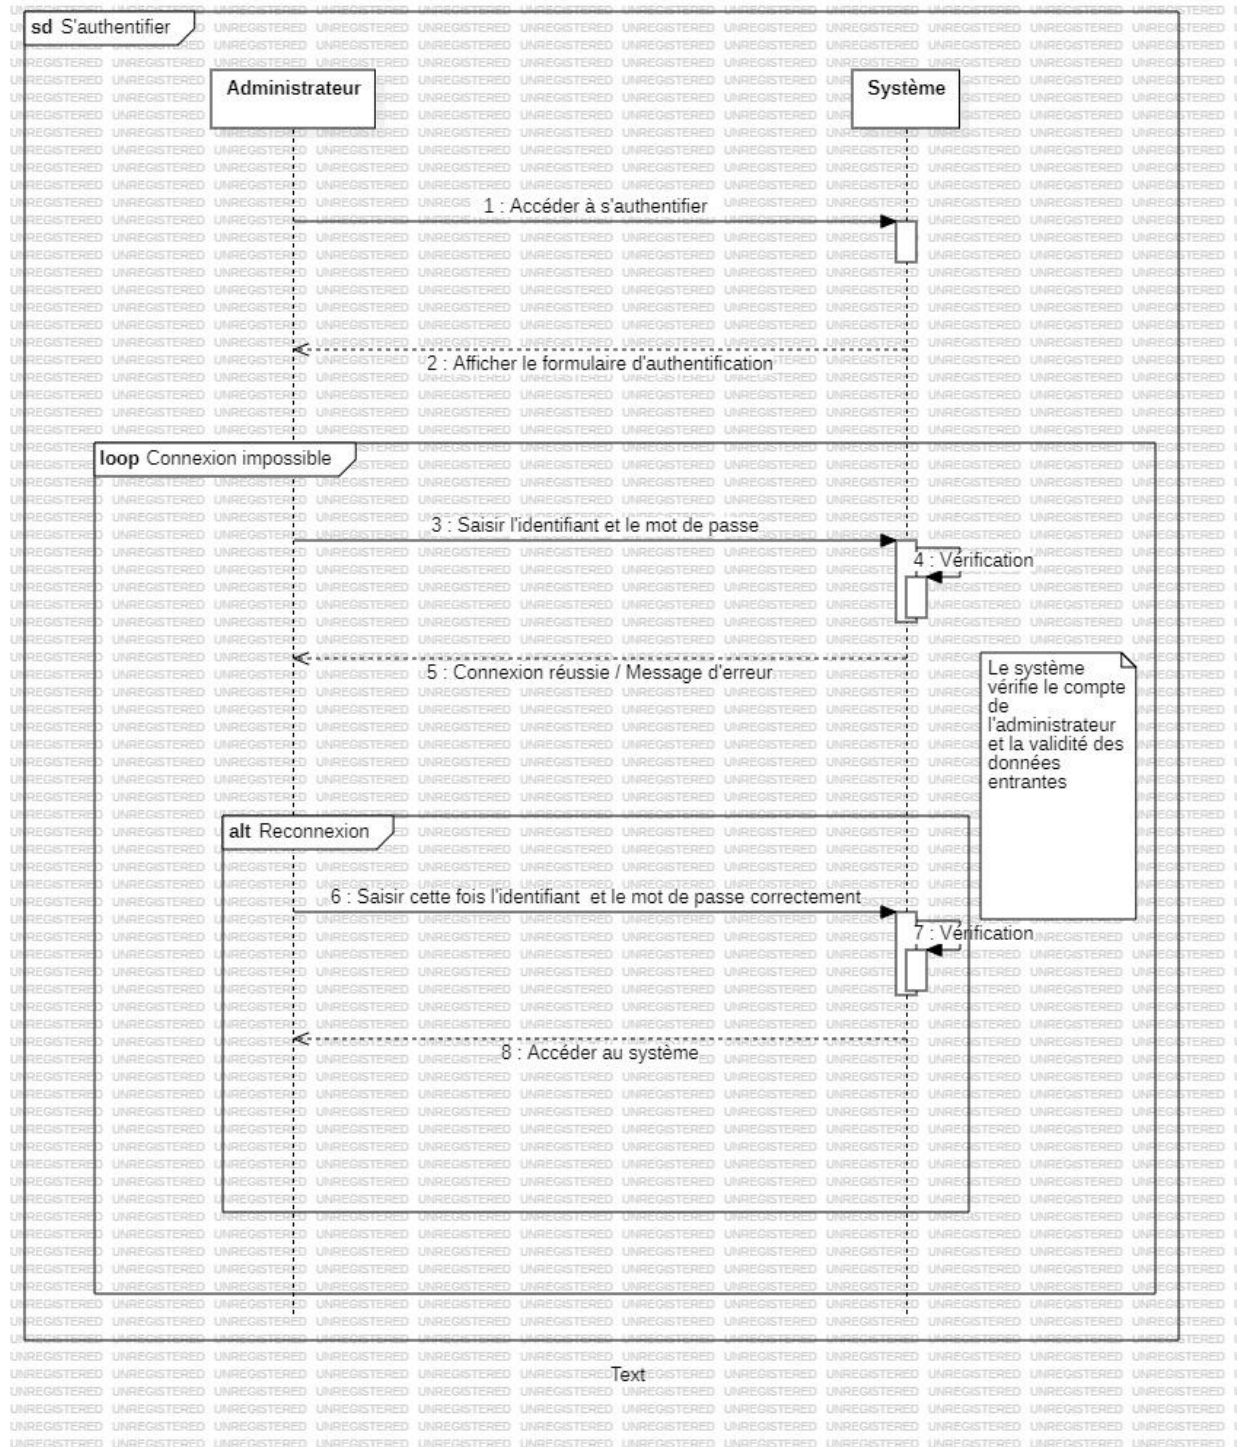 sd S'authentifier
Administrateur
Système
1 : Accéder à s'authentifier
2 : Afficher le formulaire d'authentification
loop Connexion impossible
3 : Saisir l'identifiant et le mot de passe
4 : Vérification
5 : Connexion réussie / Message d'erreur
Le système
vérifie le compte
de
l'administrateur
et la validité des
données
entrantes
alt Reconnexion
6 : Saisir cette fois l'identifiant  et le mot de passe correctement
7 : Vérification
8 : Accéder au système
Text
UNREGISTERED